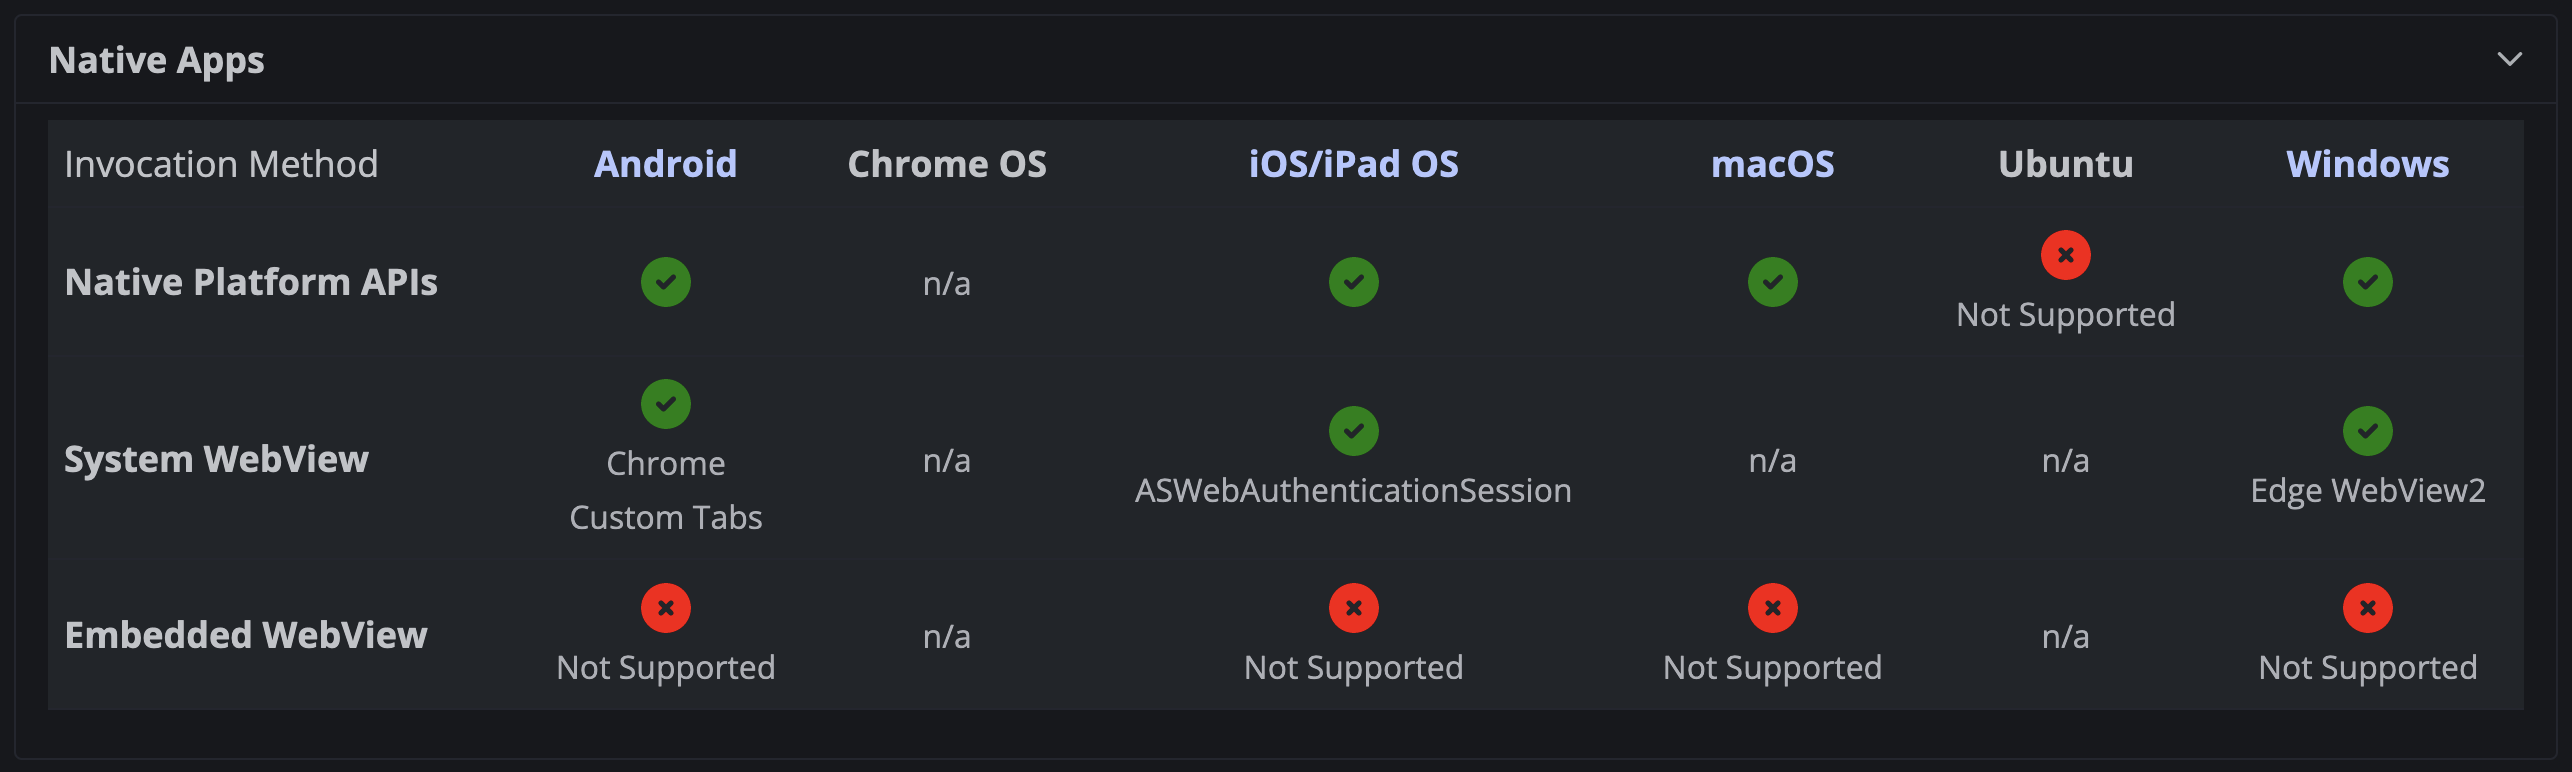 Native Apps
Invocation Method Android Chrome OS iOS/iPad OS macOS Ubuntu Windows
Native Platform APIs n/a Not Supported
System WebView Chrome Custom Tabs n/a ASWebAuthenticationSession n/a n/a Edge WebView2
Embedded WebView Not Supported n/a Not Supported Not Supported n/a Not Supported